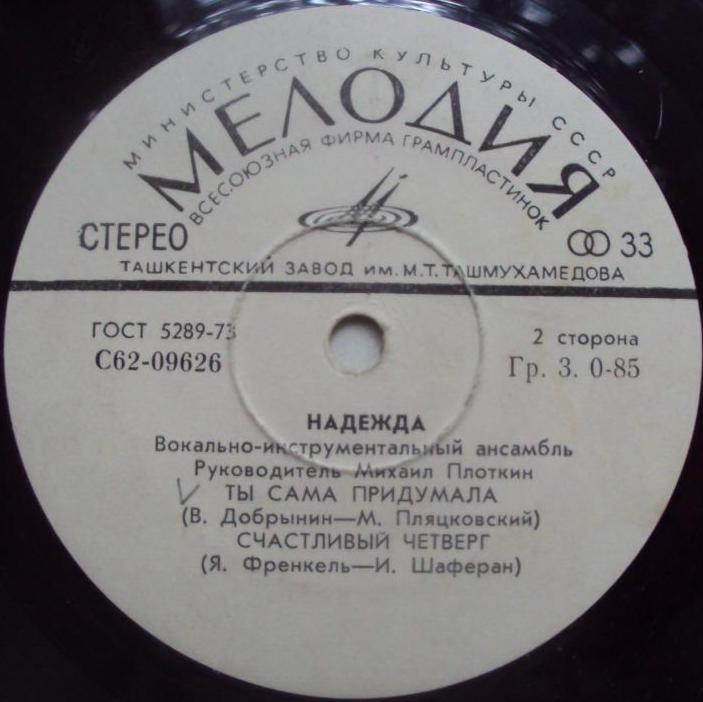 МИНИСТЕРСТВО КУЛЬТУРЫ СССР
МЕЛОДИЯ
ВСЕСОЮЗНАЯ ФИРМА ГРАМПЛАСТИНОК
СТЕРЕО 33
ТАШКЕНТСКИЙ ЗАВОД ИМ. М.Т. ТАШМУХАМЕДОВА
ГОСТ 5289-73 2 сторона
С62-09626 Гр. 3. 0-85
НАДЕЖДА
Вокально-инструментальный ансамбль
Руководитель Михаил Плоткин
ТЫ САМА ПРИДУМАЛА
(В. Добрынин—М. Пляцковский)
СЧАСТЛИВЫЙ ЧЕТВЕРГ
(Я. Френкель—И. Шаферан)